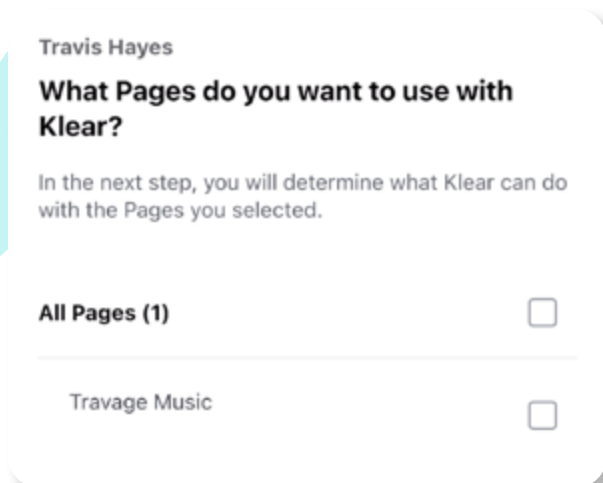 Travis Hayes
What Pages do you want to use with
Klear?
In the next step, you will determine what Klear can do
with the Pages you selected.
All Pages (1)
Travage Music